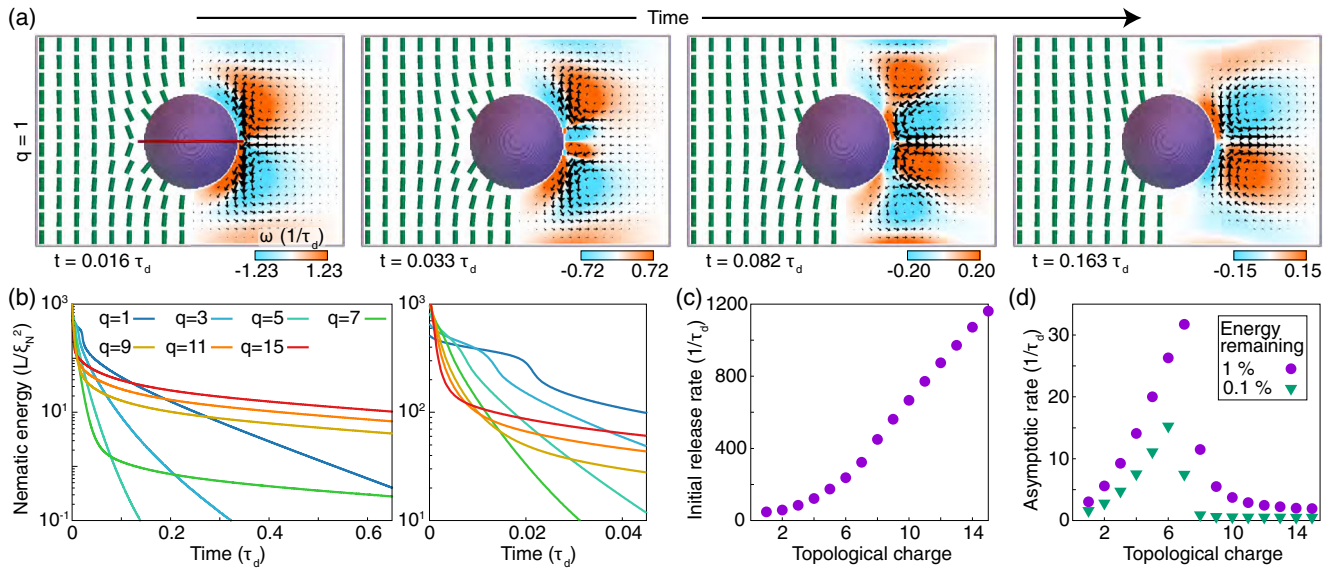 (a)
Time
q = 1
ω (1/τd)
-1.23 1.23
-0.72 0.72
-0.20 0.20
-0.15 0.15
t = 0.016 τd
t = 0.033 τd
t = 0.082 τd
t = 0.163 τd
(b)
Nematic energy (L/ξN²)
10³
10¹
10⁻¹
q=1 q=3 q=5 q=7
q=9 q=11 q=15
0 0.2 0.4 0.6
Time (τd)
10³
10²
10¹
0 0.02 0.04
Time (τd)
(c)
Initial release rate (1/τd)
1200
800
400
0
2 6 10 14
Topological charge
(d)
Asymptotic rate (1/τd)
30
20
10
0
Energy
remaining
1 %
0.1 %
2 6 10 14
Topological charge